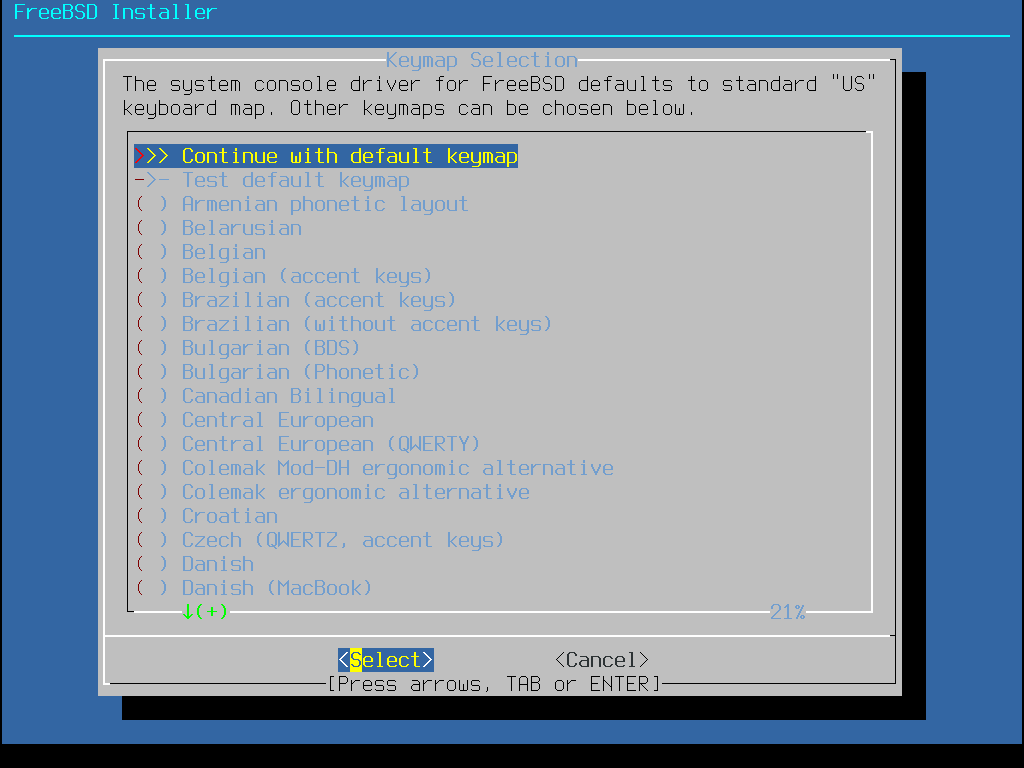 FreeBSD Installer
Keymap Selection
The system console driver for FreeBSD defaults to standard "US"
keyboard map. Other keymaps can be chosen below.
>>> Continue with default keymap
->- Test default keymap
( ) Armenian phonetic layout
( ) Belarusian
( ) Belgian
( ) Belgian (accent keys)
( ) Brazilian (accent keys)
( ) Brazilian (without accent keys)
( ) Bulgarian (BDS)
( ) Bulgarian (Phonetic)
( ) Canadian Bilingual
( ) Central European
( ) Central European (QWERTY)
( ) Colemak Mod-DH ergonomic alternative
( ) Colemak ergonomic alternative
( ) Croatian
( ) Czech (QWERTZ, accent keys)
( ) Danish
( ) Danish (MacBook)
↓(+) 21%
<Select> <Cancel>
[Press arrows, TAB or ENTER]